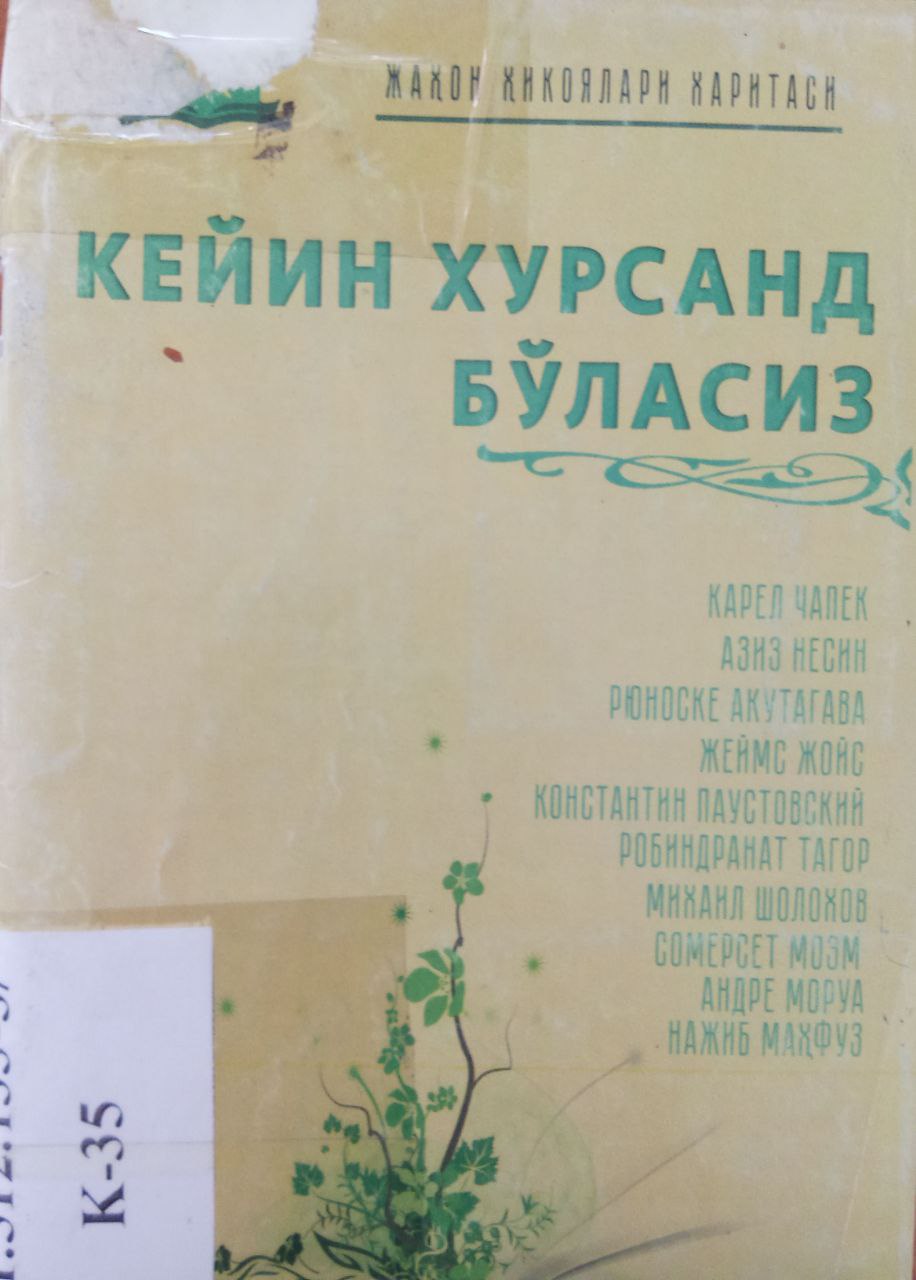 ЖАҲОН ҲИКОЯЛАРИ ХАРИТАСИ
КЕЙИН ХУРСАНД
БЎЛАСИЗ
КАРЕЛ ЧАПЕК
АЗИЗ НЕСИН
РЮНОСКЕ АКУТАГАВА
ЖЕЙМС ЖОЙС
КОНСТАНТИН ПАУСТОВСКИЙ
РОБИНДРАНАТ ТАГОР
МИХАИЛ ШОЛОХОВ
СОМЕРСЕТ МОЭМ
АНДРЕ МОРУА
НАЖИБ МАҲФУЗ
К-35